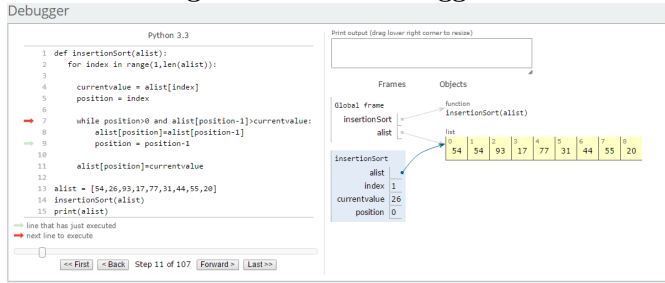 Debugger
Python 3.3
1 def insertionSort(alist):
2 for index in range(1,len(alist)):
3
4 currentvalue = alist[index]
5 position = index
6
7 while position>0 and alist[position-1]>currentvalue:
8 alist[position]=alist[position-1]
9 position = position-1
10
11 alist[position]=currentvalue
12
13 alist = [54,26,93,17,77,31,44,55,20]
14 insertionSort(alist)
15 print(alist)
line that has just executed
next line to execute
<< First < Back Step 11 of 107 Forward > Last >>
Print output (drag lower right corner to resize)
Frames Objects
Global frame
insertionSort
alist
function
insertionSort(alist)
list
0 1 2 3 4 5 6 7 8
54 54 93 17 77 31 44 55 20
insertionSort
alist
index 1
currentvalue 26
position 0